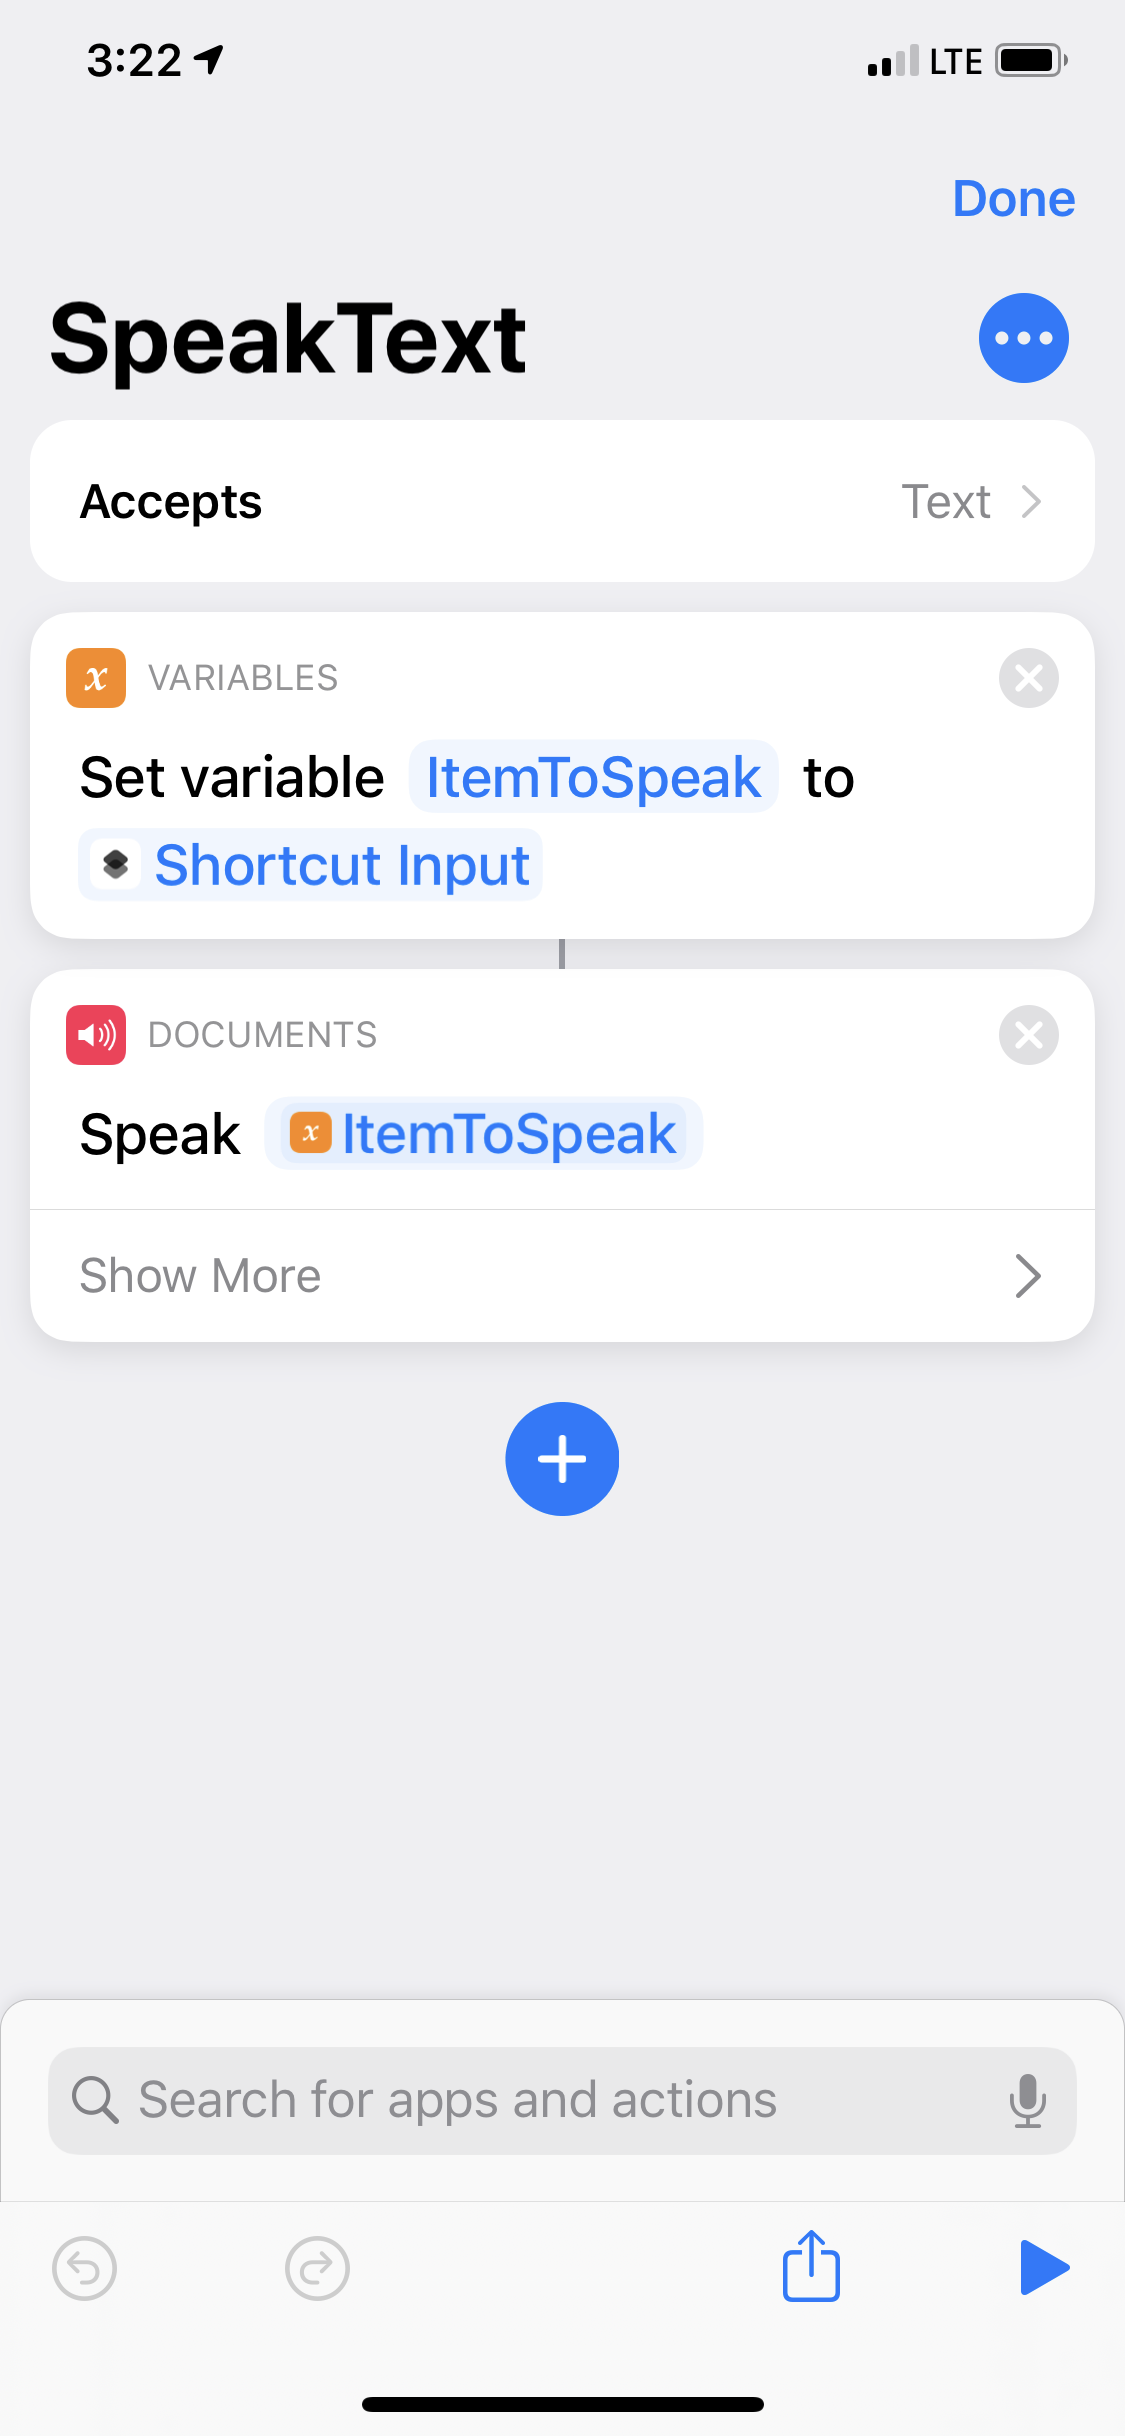 3:22 LTE
Done
SpeakText
Accepts Text
x VARIABLES
Set variable ItemToSpeak to
Shortcut Input
DOCUMENTS
Speak x ItemToSpeak
Show More
Search for apps and actions